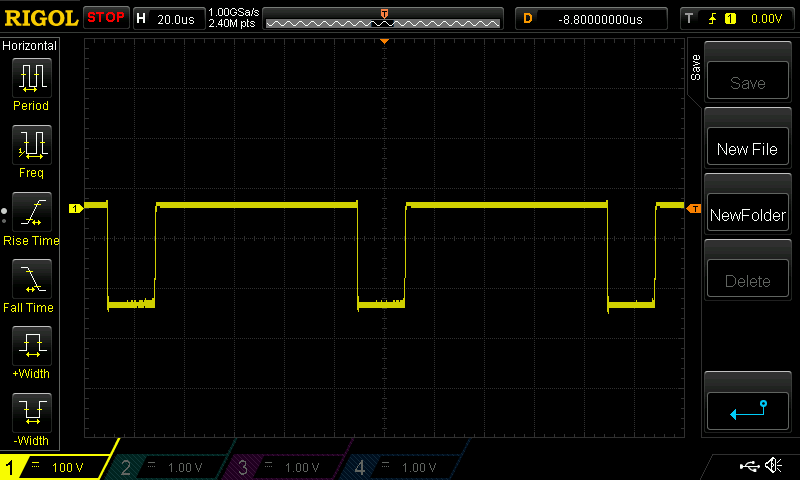 RIGOL STOP H 20.0us 1.00GSa/s D -8.80000000us T 1 0.00V
2.40M pts
T
Horizontal
Save
Period
Save
Freq
New File
Rise Time
1
T
NewFolder
Fall Time
Delete
+Width
-Width
1 100 V 2 1.00 V 3 1.00 V 4 1.00 V